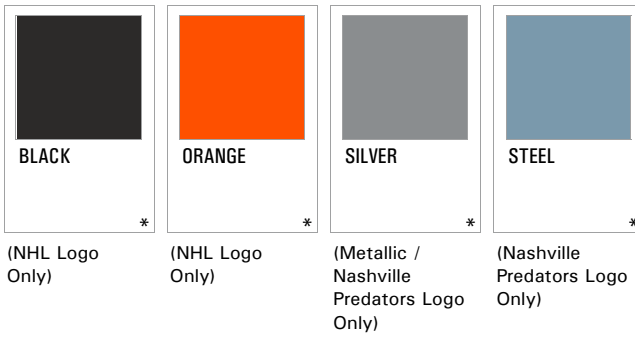 BLACK
*
(NHL Logo
Only)
ORANGE
*
(NHL Logo
Only)
SILVER
*
(Metallic /
Nashville
Predators Logo
Only)
STEEL
*
(Nashville
Predators Logo
Only)